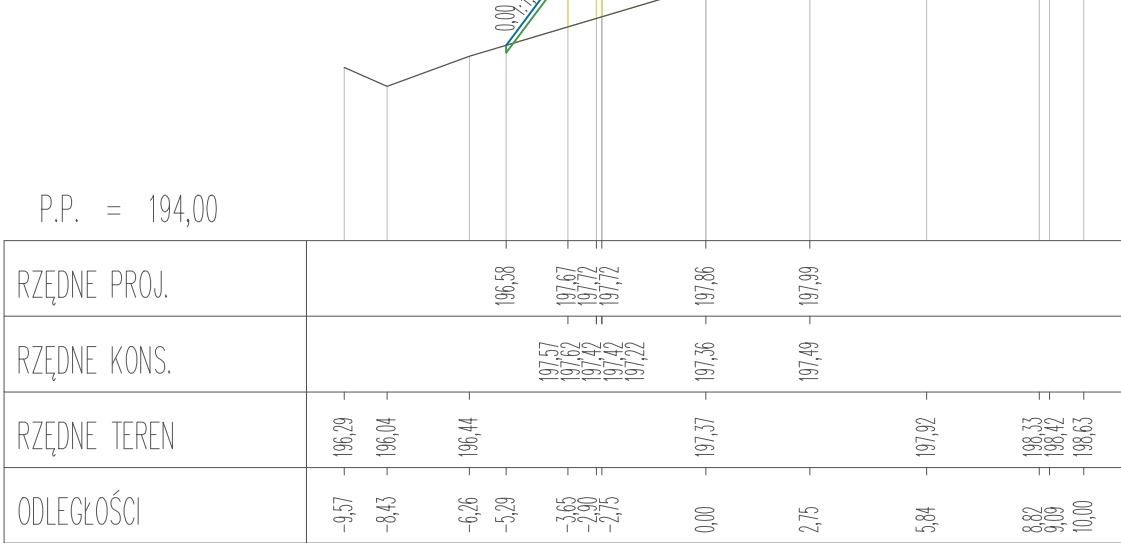 0,00
P.P. = 194,00
RZĘDNE PROJ. 196,58 197,67 197,72 197,72 197,86 197,99
RZĘDNE KONS. 197,57 197,62 197,42 197,42 197,22 197,36 197,49
RZĘDNE TEREN 196,29 196,04 196,44 197,37 197,92 198,33 198,42 198,63
ODLEGŁOŚCI -9,57 -8,43 -6,26 -5,29 -3,65 -2,90 -2,75 0,00 2,75 5,84 8,82 9,09 10,00